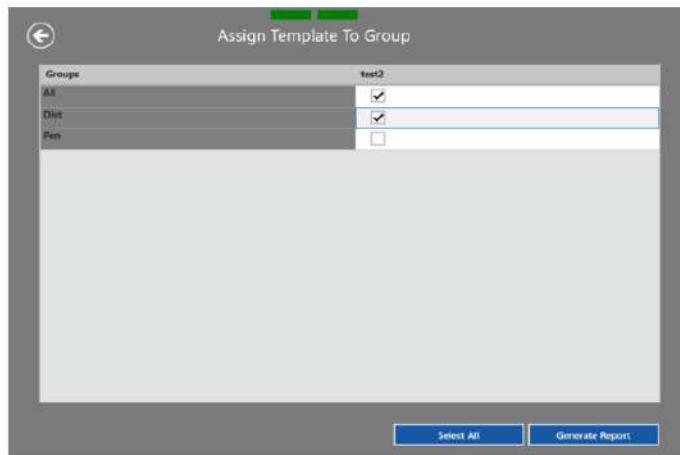 Assign Template To Group
Groups test2
All
Dist
Pen
Select All Generate Report